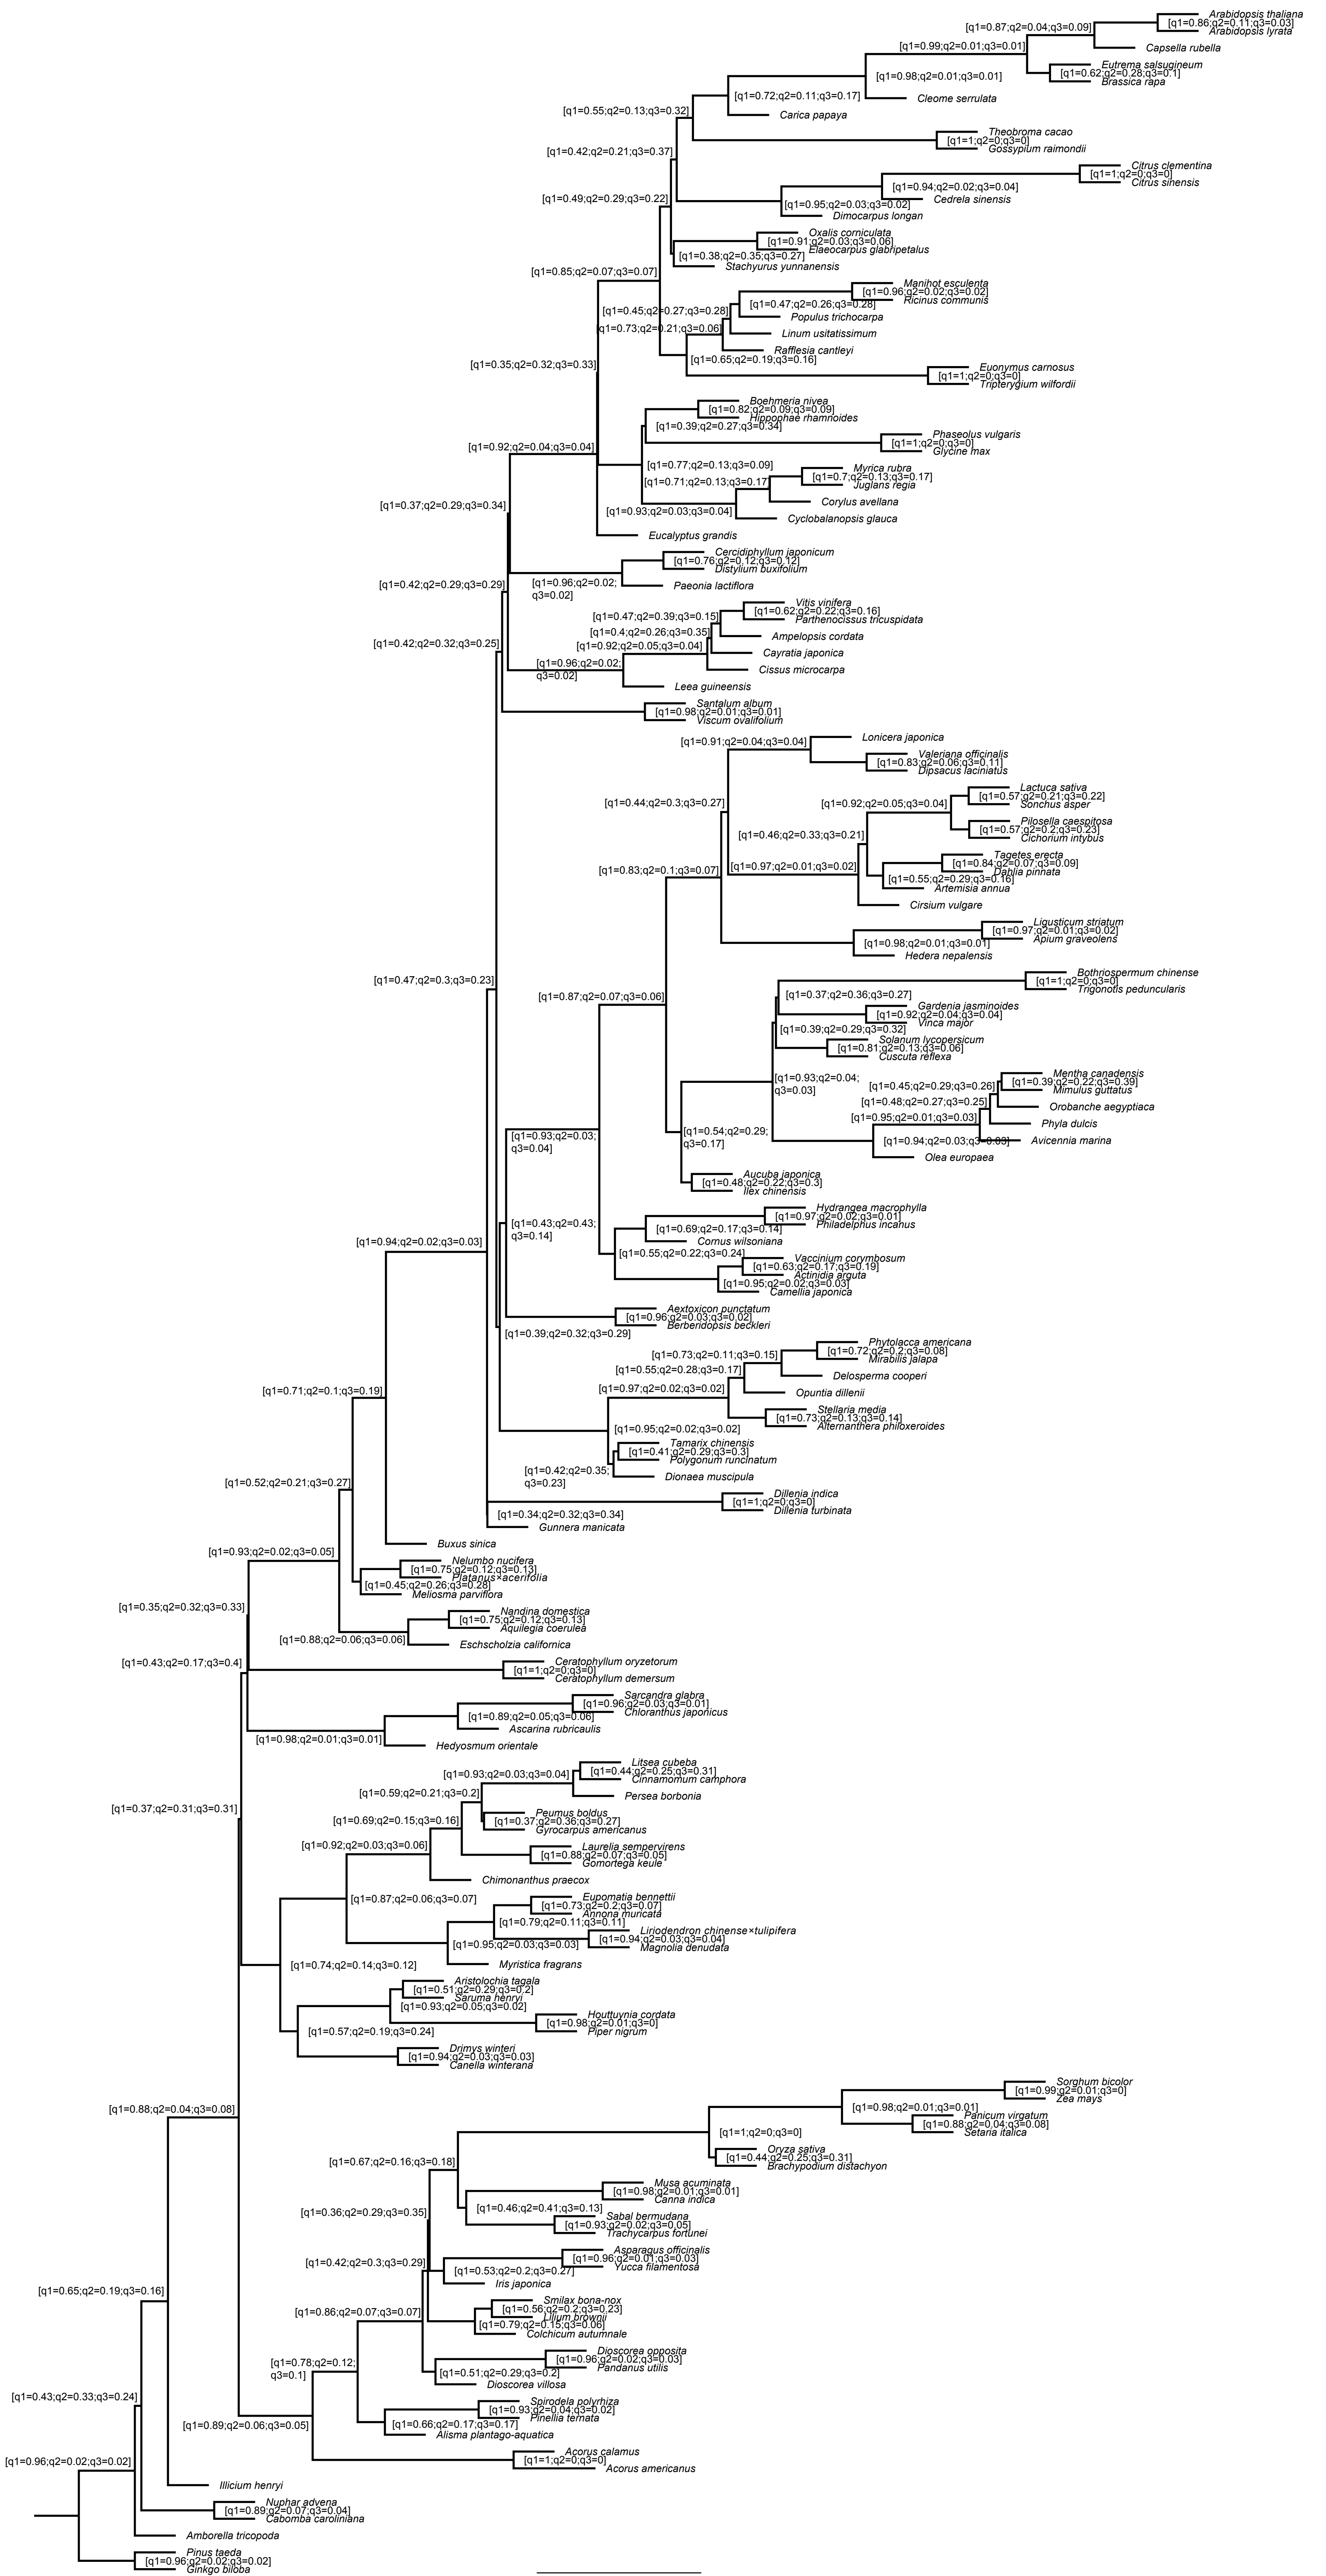 Arabidopsis thaliana
[q1=0.87;q2=0.04;q3=0.09]
[q1=0.86;q2=0.11;q3=0.03]
Arabidopsis lyrata
[q1=0.99;q2=0.01;q3=0.01]
Capsella rubella
Eutrema salsugineum
[q1=0.98;q2=0.01;q3=0.01]
[q1=0.62;q2=0.28;q3=0.1]
Brassica rapa
[q1=0.72;q2=0.11;q3=0.17]
Cleome serrulata
[q1=0.55;q2=0.13;q3=0.32]
Carica papaya
Theobroma cacao
[q1=1;q2=0;q3=0]
Gossypium raimondii
[q1=0.42;q2=0.21;q3=0.37]
Citrus clementina
[q1=1;q2=0;q3=0]
Citrus sinensis
[q1=0.94;q2=0.02;q3=0.04]
[q1=0.49;q2=0.29;q3=0.22]
Cedrela sinensis
[q1=0.95;q2=0.03;q3=0.02]
Dimocarpus longan
Oxalis corniculata
[q1=0.91;q2=0.03;q3=0.06]
Elaeocarpus glabripetalus
[q1=0.38;q2=0.35;q3=0.27]
Stachyurus yunnanensis
[q1=0.85;q2=0.07;q3=0.07]
Manihot esculenta
[q1=0.96;q2=0.02;q3=0.02]
Ricinus communis
[q1=0.47;q2=0.26;q3=0.28]
[q1=0.45;q2=0.27;q3=0.28]
Populus trichocarpa
[q1=0.73;q2=0.21;q3=0.06]
Linum usitatissimum
Rafflesia cantleyi
[q1=0.65;q2=0.19;q3=0.16]
[q1=0.35;q2=0.32;q3=0.33]
Euonymus carnosus
[q1=1;q2=0;q3=0]
Tripterygium wilfordii
Boehmeria nivea
[q1=0.82;q2=0.09;q3=0.09]
Hippophae rhamnoides
[q1=0.39;q2=0.27;q3=0.34]
Phaseolus vulgaris
[q1=1;q2=0;q3=0]
[q1=0.92;q2=0.04;q3=0.04]
Glycine max
[q1=0.77;q2=0.13;q3=0.09]
Myrica rubra
[q1=0.7;q2=0.13;q3=0.17]
[q1=0.71;q2=0.13;q3=0.17]
Juglans regia
Corylus avellana
[q1=0.37;q2=0.29;q3=0.34]
[q1=0.93;q2=0.03;q3=0.04]
Cyclobalanopsis glauca
Eucalyptus grandis
Cercidiphyllum japonicum
[q1=0.76;q2=0.12;q3=0.12]
Distylium buxifolium
[q1=0.42;q2=0.29;q3=0.29]
[q1=0.96;q2=0.02;
q3=0.02]
Paeonia lactiflora
Vitis vinifera
[q1=0.62;q2=0.22;q3=0.16]
[q1=0.47;q2=0.39;q3=0.15]
Parthenocissus tricuspidata
[q1=0.4;q2=0.26;q3=0.35]
Ampelopsis cordata
[q1=0.42;q2=0.32;q3=0.25]
[q1=0.92;q2=0.05;q3=0.04]
Cayratia japonica
[q1=0.96;q2=0.02;
q3=0.02]
Cissus microcarpa
Leea guineensis
Santalum album
[q1=0.98;q2=0.01;q3=0.01]
Viscum ovalifolium
Lonicera japonica
[q1=0.91;q2=0.04;q3=0.04]
Valeriana officinalis
[q1=0.83;q2=0.06;q3=0.11]
Dipsacus laciniatus
Lactuca sativa
[q1=0.57;q2=0.21;q3=0.22]
[q1=0.44;q2=0.3;q3=0.27]
[q1=0.92;q2=0.05;q3=0.04]
Sonchus asper
Pilosella caespitosa
[q1=0.57;q2=0.2;q3=0.23]
[q1=0.46;q2=0.33;q3=0.21]
Cichorium intybus
Tagetes erecta
[q1=0.84;q2=0.07;q3=0.09]
[q1=0.83;q2=0.1;q3=0.07]
[q1=0.97;q2=0.01;q3=0.02]
Dahlia pinnata
[q1=0.55;q2=0.29;q3=0.16]
Artemisia annua
Cirsium vulgare
Ligusticum striatum
[q1=0.97;q2=0.01;q3=0.02]
Apium graveolens
[q1=0.98;q2=0.01;q3=0.01]
Hedera nepalensis
Bothriospermum chinense
[q1=0.47;q2=0.3;q3=0.23]
[q1=1;q2=0;q3=0]
Trigonotis peduncularis
[q1=0.87;q2=0.07;q3=0.06]
[q1=0.37;q2=0.36;q3=0.27]
Gardenia jasminoides
[q1=0.92;q2=0.04;q3=0.04]
Vinca major
[q1=0.39;q2=0.29;q3=0.32]
Solanum lycopersicum
[q1=0.81;q2=0.13;q3=0.06]
Cuscuta reflexa
Mentha canadensis
[q1=0.93;q2=0.04;
q3=0.03]
[q1=0.39;q2=0.22;q3=0.39]
[q1=0.45;q2=0.29;q3=0.26]
Mimulus guttatus
[q1=0.48;q2=0.27;q3=0.25]
Orobanche aegyptiaca
[q1=0.95;q2=0.01;q3=0.03]
Phyla dulcis
[q1=0.93;q2=0.03;
q3=0.04]
[q1=0.54;q2=0.29;
q3=0.17]
[q1=0.94;q2=0.03;q3=0.03]
Avicennia marina
Olea europaea
Aucuba japonica
[q1=0.48;q2=0.22;q3=0.3]
Ilex chinensis
Hydrangea macrophylla
[q1=0.97;q2=0.02;q3=0.01]
[q1=0.43;q2=0.43;
q3=0.14]
Philadelphus incanus
[q1=0.69;q2=0.17;q3=0.14]
[q1=0.94;q2=0.02;q3=0.03]
Cornus wilsoniana
[q1=0.55;q2=0.22;q3=0.24]
Vaccinium corymbosum
[q1=0.63;q2=0.17;q3=0.19]
Actinidia arguta
[q1=0.95;q2=0.02;q3=0.03]
Camellia japonica
Aextoxicon punctatum
[q1=0.96;q2=0.03;q3=0.02]
Berberidopsis beckleri
[q1=0.39;q2=0.32;q3=0.29]
Phytolacca americana
[q1=0.72;q2=0.2;q3=0.08]
[q1=0.73;q2=0.11;q3=0.15]
Mirabilis jalapa
[q1=0.55;q2=0.28;q3=0.17]
Delosperma cooperi
[q1=0.71;q2=0.1;q3=0.19]
[q1=0.97;q2=0.02;q3=0.02]
Opuntia dillenii
Stellaria media
[q1=0.73;q2=0.13;q3=0.14]
Alternanthera philoxeroides
[q1=0.95;q2=0.02;q3=0.02]
Tamarix chinensis
[q1=0.41;q2=0.29;q3=0.3]
Polygonum runcinatum
[q1=0.42;q2=0.35;
q3=0.23]
Dionaea muscipula
[q1=0.52;q2=0.21;q3=0.27]
Dillenia indica
[q1=1;q2=0;q3=0]
Dillenia turbinata
[q1=0.34;q2=0.32;q3=0.34]
Gunnera manicata
Buxus sinica
[q1=0.93;q2=0.02;q3=0.05]
Nelumbo nucifera
[q1=0.75;q2=0.12;q3=0.13]
Platanus×acerifolia
[q1=0.45;q2=0.26;q3=0.28]
Meliosma parviflora
[q1=0.35;q2=0.32;q3=0.33]
Nandina domestica
[q1=0.75;q2=0.12;q3=0.13]
Aquilegia coerulea
[q1=0.88;q2=0.06;q3=0.06]
Eschscholzia californica
[q1=0.43;q2=0.17;q3=0.4]
Ceratophyllum oryzetorum
[q1=1;q2=0;q3=0]
Ceratophyllum demersum
Sarcandra glabra
[q1=0.96;q2=0.03;q3=0.01]
Chloranthus japonicus
[q1=0.89;q2=0.05;q3=0.06]
Ascarina rubricaulis
[q1=0.98;q2=0.01;q3=0.01]
Hedyosmum orientale
Litsea cubeba
[q1=0.44;q2=0.25;q3=0.31]
[q1=0.93;q2=0.03;q3=0.04]
Cinnamomum camphora
[q1=0.59;q2=0.21;q3=0.2]
Persea borbonia
[q1=0.37;q2=0.31;q3=0.31]
Peumus boldus
[q1=0.69;q2=0.15;q3=0.16]
[q1=0.37;q2=0.36;q3=0.27]
Gyrocarpus americanus
[q1=0.92;q2=0.03;q3=0.06]
Laurelia sempervirens
[q1=0.88;q2=0.07;q3=0.05]
Gomortega keule
Chimonanthus praecox
[q1=0.87;q2=0.06;q3=0.07]
Eupomatia bennettii
[q1=0.73;q2=0.2;q3=0.07]
Annona muricata
[q1=0.79;q2=0.11;q3=0.11]
Liriodendron chinense×tulipifera
[q1=0.94;q2=0.03;q3=0.04]
[q1=0.95;q2=0.03;q3=0.03]
Magnolia denudata
[q1=0.74;q2=0.14;q3=0.12]
Myristica fragrans
Aristolochia tagala
[q1=0.51;q2=0.29;q3=0.2]
Saruma henryi
[q1=0.93;q2=0.05;q3=0.02]
Houttuynia cordata
[q1=0.98;q2=0.01;q3=0]
[q1=0.57;q2=0.19;q3=0.24]
Piper nigrum
Drimys winteri
[q1=0.94;q2=0.03;q3=0.03]
Canella winterana
Sorghum bicolor
[q1=0.99;q2=0.01;q3=0]
Zea mays
[q1=0.88;q2=0.04;q3=0.08]
[q1=0.98;q2=0.01;q3=0.01]
Panicum virgatum
[q1=0.88;q2=0.04;q3=0.08]
[q1=1;q2=0;q3=0]
Setaria italica
Oryza sativa
[q1=0.44;q2=0.25;q3=0.31]
[q1=0.67;q2=0.16;q3=0.18]
Brachypodium distachyon
Musa acuminata
[q1=0.98;q2=0.01;q3=0.01]
Canna indica
[q1=0.46;q2=0.41;q3=0.13]
[q1=0.36;q2=0.29;q3=0.35]
Sabal bermudana
[q1=0.93;q2=0.02;q3=0.05]
Trachycarpus fortunei
Asparagus officinalis
[q1=0.96;q2=0.01;q3=0.03]
[q1=0.42;q2=0.3;q3=0.29]
Yucca filamentosa
[q1=0.53;q2=0.2;q3=0.27]
Iris japonica
[q1=0.65;q2=0.19;q3=0.16]
Smilax bona-nox
[q1=0.56;q2=0.2;q3=0.23]
[q1=0.86;q2=0.07;q3=0.07]
Lilium brownii
[q1=0.79;q2=0.15;q3=0.06]
Colchicum autumnale
Dioscorea opposita
[q1=0.96;q2=0.02;q3=0.03]
[q1=0.78;q2=0.12;
q3=0.1]
Pandanus utilis
[q1=0.51;q2=0.29;q3=0.2]
Dioscorea villosa
[q1=0.43;q2=0.33;q3=0.24]
Spirodela polyrhiza
[q1=0.93;q2=0.04;q3=0.02]
Pinellia ternata
[q1=0.89;q2=0.06;q3=0.05]
[q1=0.66;q2=0.17;q3=0.17]
Alisma plantago-aquatica
Acorus calamus
[q1=0.96;q2=0.02;q3=0.02]
[q1=1;q2=0;q3=0]
Acorus americanus
Illicium henryi
Nuphar advena
[q1=0.89;q2=0.07;q3=0.04]
Cabomba caroliniana
Amborella tricopoda
Pinus taeda
[q1=0.96;q2=0.02;q3=0.02]
Ginkgo biloba